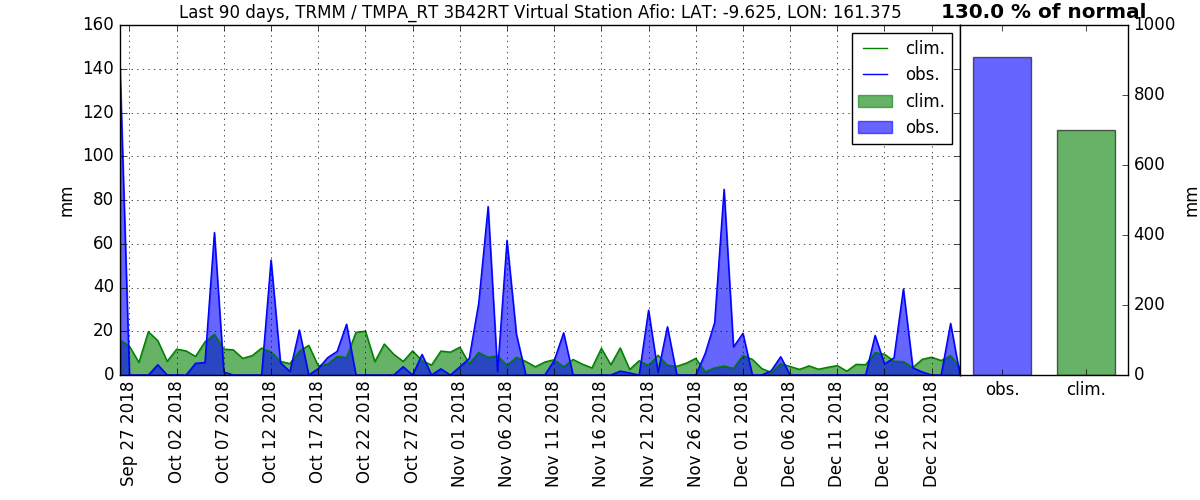 Last 90 days, TRMM / TMPA_RT 3B42RT Virtual Station Afio: LAT: -9.625, LON: 161.375
130.0 % of normal
160
140
120
100
80
60
40
20
0
mm
clim.
obs.
clim.
obs.
1000
800
600
400
200
0
mm
obs.
clim.
Sep 27 2018
Oct 02 2018
Oct 07 2018
Oct 12 2018
Oct 17 2018
Oct 22 2018
Oct 27 2018
Nov 01 2018
Nov 06 2018
Nov 11 2018
Nov 16 2018
Nov 21 2018
Nov 26 2018
Dec 01 2018
Dec 06 2018
Dec 11 2018
Dec 16 2018
Dec 21 2018